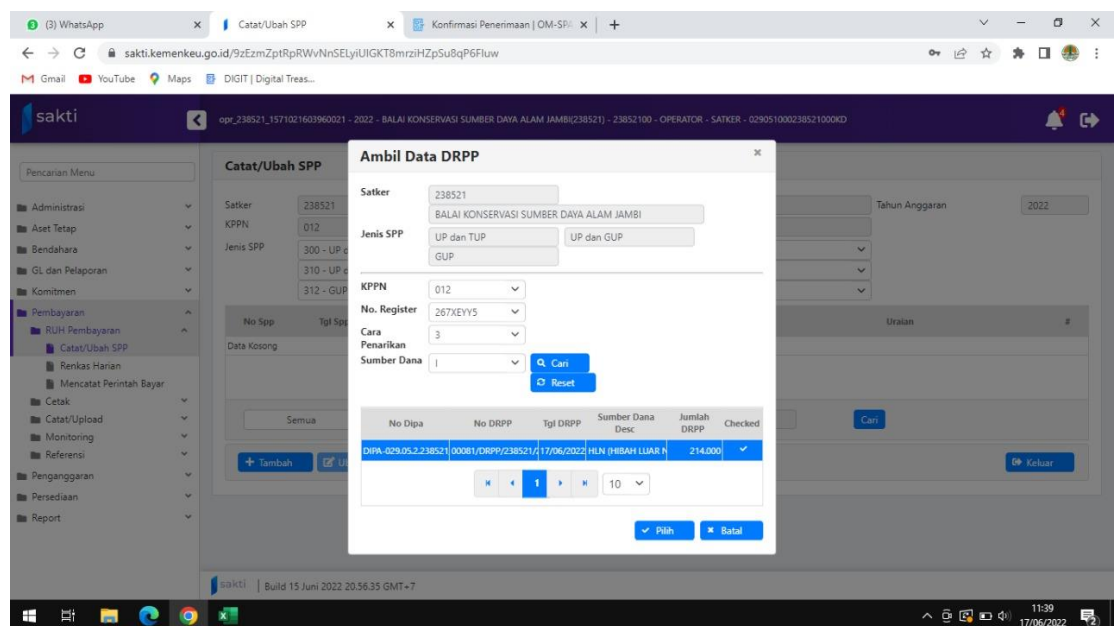 (3) WhatsApp
Catat/Ubah SPP
Konfirmasi Penerimaan | OM-SPA
sakti.kemenkeu.go.id/9zEzmZptRpRWvNnSELyiUIGKT8mrziHZpSu8qP6FIuw
Gmail YouTube Maps DIGIT | Digital Treas...
sakti
opr_238521_1571021603960021 - 2022 - BALAI KONSERVASI SUMBER DAYA ALAM JAMBI(238521) - 23852100 - OPERATOR - SATKER - 029051000238521000KD
4
Pencarian Menu
Administrasi
Aset Tetap
Bendahara
GL dan Pelaporan
Komitmen
Pembayaran
RUH Pembayaran
Catat/Ubah SPP
Renkas Harian
Mencatat Perintah Bayar
Cetak
Catat/Upload
Monitoring
Referensi
Penganggaran
Persediaan
Report
Catat/Ubah SPP
Satker 238521
Tahun Anggaran 2022
KPPN 012
Jenis SPP 300 - UP d
310 - UP d
312 - GUP
No Spp Tgl Spp Uraian #
Data Kosong
Semua Cari
+ Tambah Keluar
Ambil Data DRPP
Satker 238521
BALAI KONSERVASI SUMBER DAYA ALAM JAMBI
Jenis SPP UP dan TUP UP dan GUP
GUP
KPPN 012
No. Register 267XEYY5
Cara Penarikan 3
Sumber Dana I
Cari
Reset
No Dipa No DRPP Tgl DRPP Sumber Dana Desc Jumlah DRPP Checked
DIPA-029.05.2.238521 00081/DRPP/238521/ 17/06/2022 HLN (HIBAH LUAR N 214.000
1 10
Pilih Batal
sakti | Build 15 Juni 2022 20.56.35 GMT+7
11:39
17/06/2022
2